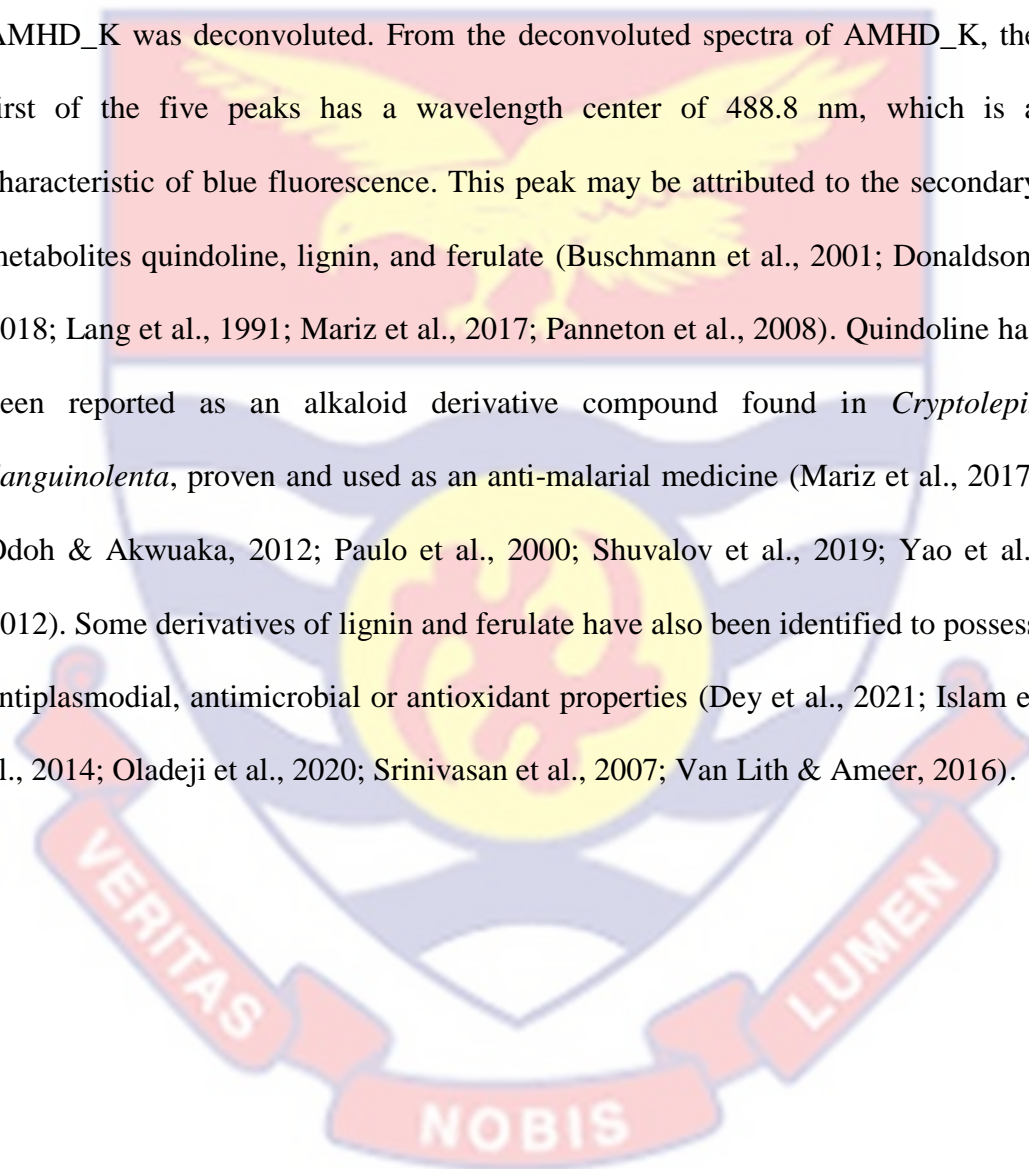 AMHD_K was deconvoluted. From the deconvoluted spectra of AMHD_K, the
first of the five peaks has a wavelength center of 488.8 nm, which is a
characteristic of blue fluorescence. This peak may be attributed to the secondary
metabolites quindoline, lignin, and ferulate (Buschmann et al., 2001; Donaldson,
2018; Lang et al., 1991; Mariz et al., 2017; Panneton et al., 2008). Quindoline has
been reported as an alkaloid derivative compound found in Cryptolepis
sanguinolenta, proven and used as an anti-malarial medicine (Mariz et al., 2017;
Odoh & Akwuaka, 2012; Paulo et al., 2000; Shuvalov et al., 2019; Yao et al.,
2012). Some derivatives of lignin and ferulate have also been identified to possess
antiplasmodial, antimicrobial or antioxidant properties (Dey et al., 2021; Islam et
al., 2014; Oladeji et al., 2020; Srinivasan et al., 2007; Van Lith & Ameer, 2016).
VERITAS
NOBIS
LUMEN